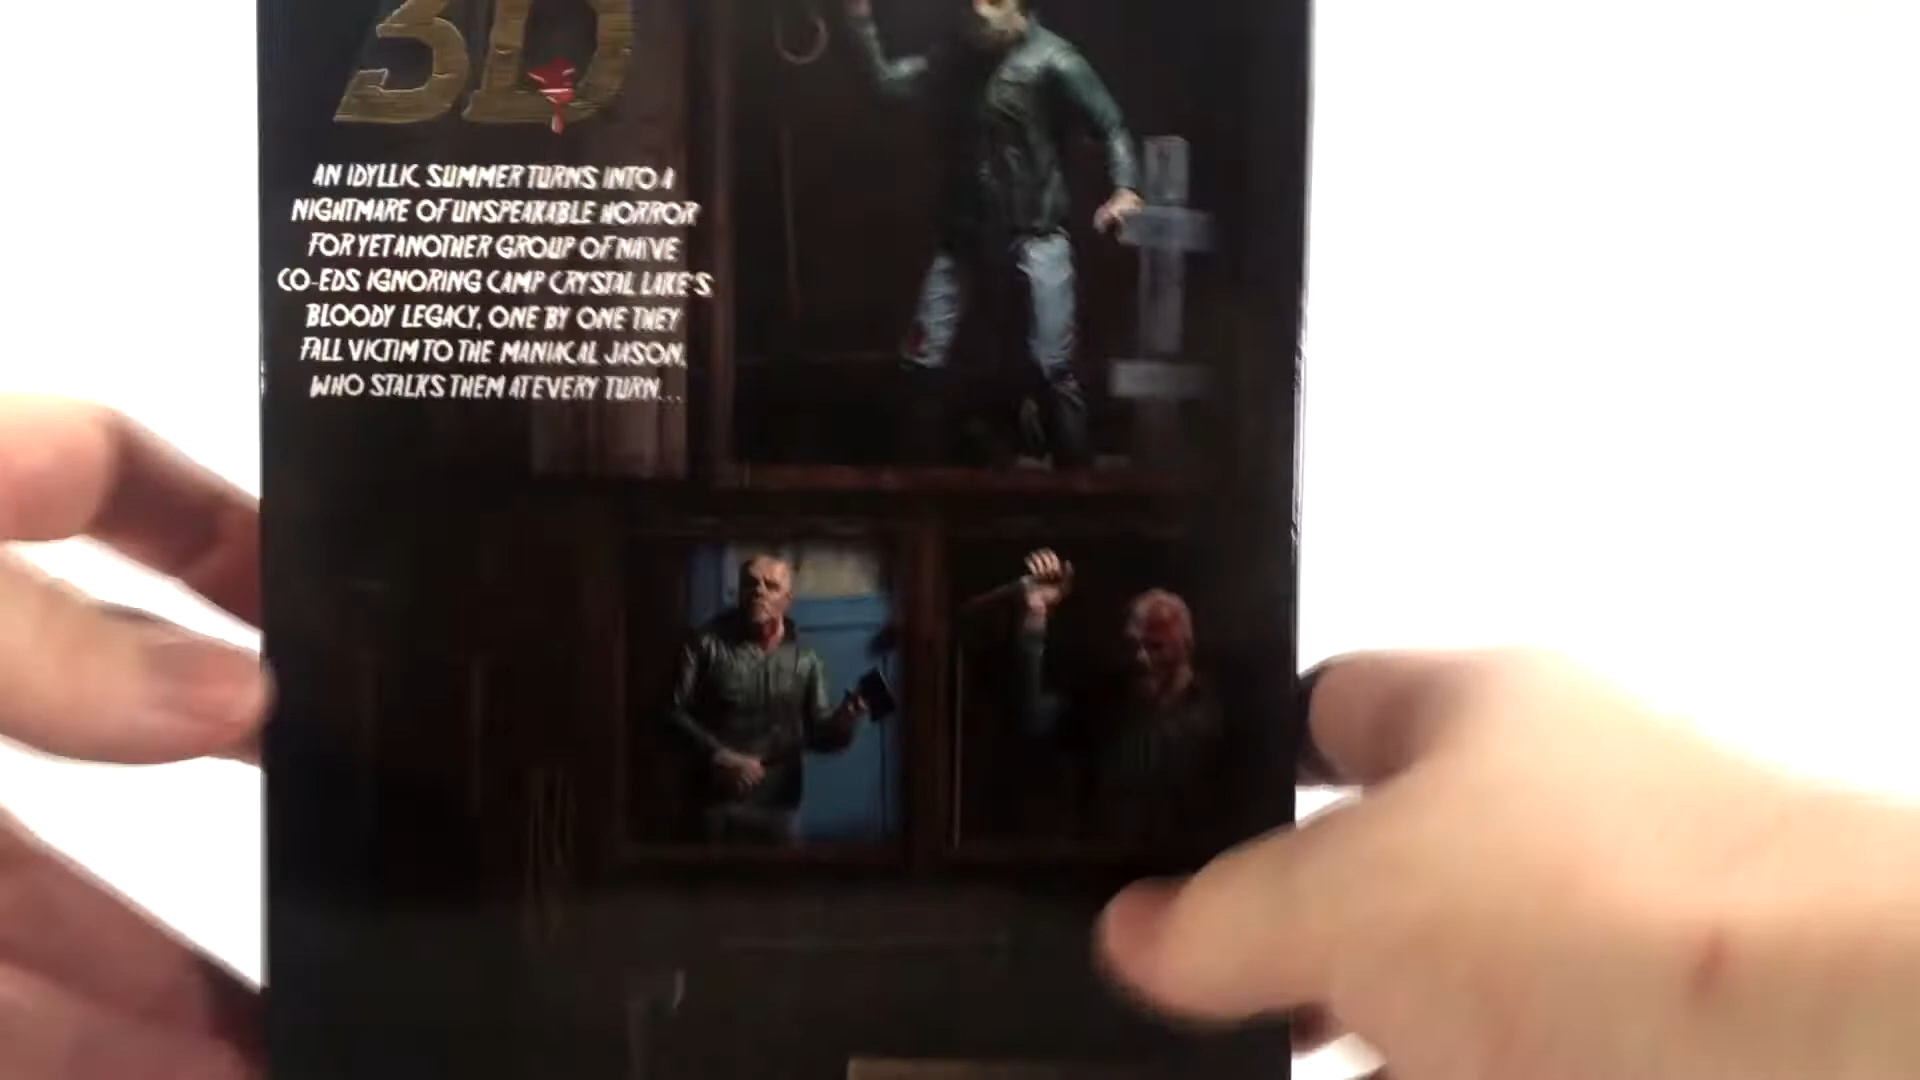 3D
AN IDYLLIC SUMMER TURNS INTO A
NIGHTMARE OF UNSPEAKABLE HORROR
FOR YET ANOTHER GROUP OF NAIVE
CO-EDS IGNORING CAMP CRYSTAL LAKE'S
BLOODY LEGACY, ONE BY ONE THEY
FALL VICTIM TO THE MANIACAL JASON,
WHO STALKS THEM AT EVERY TURN...